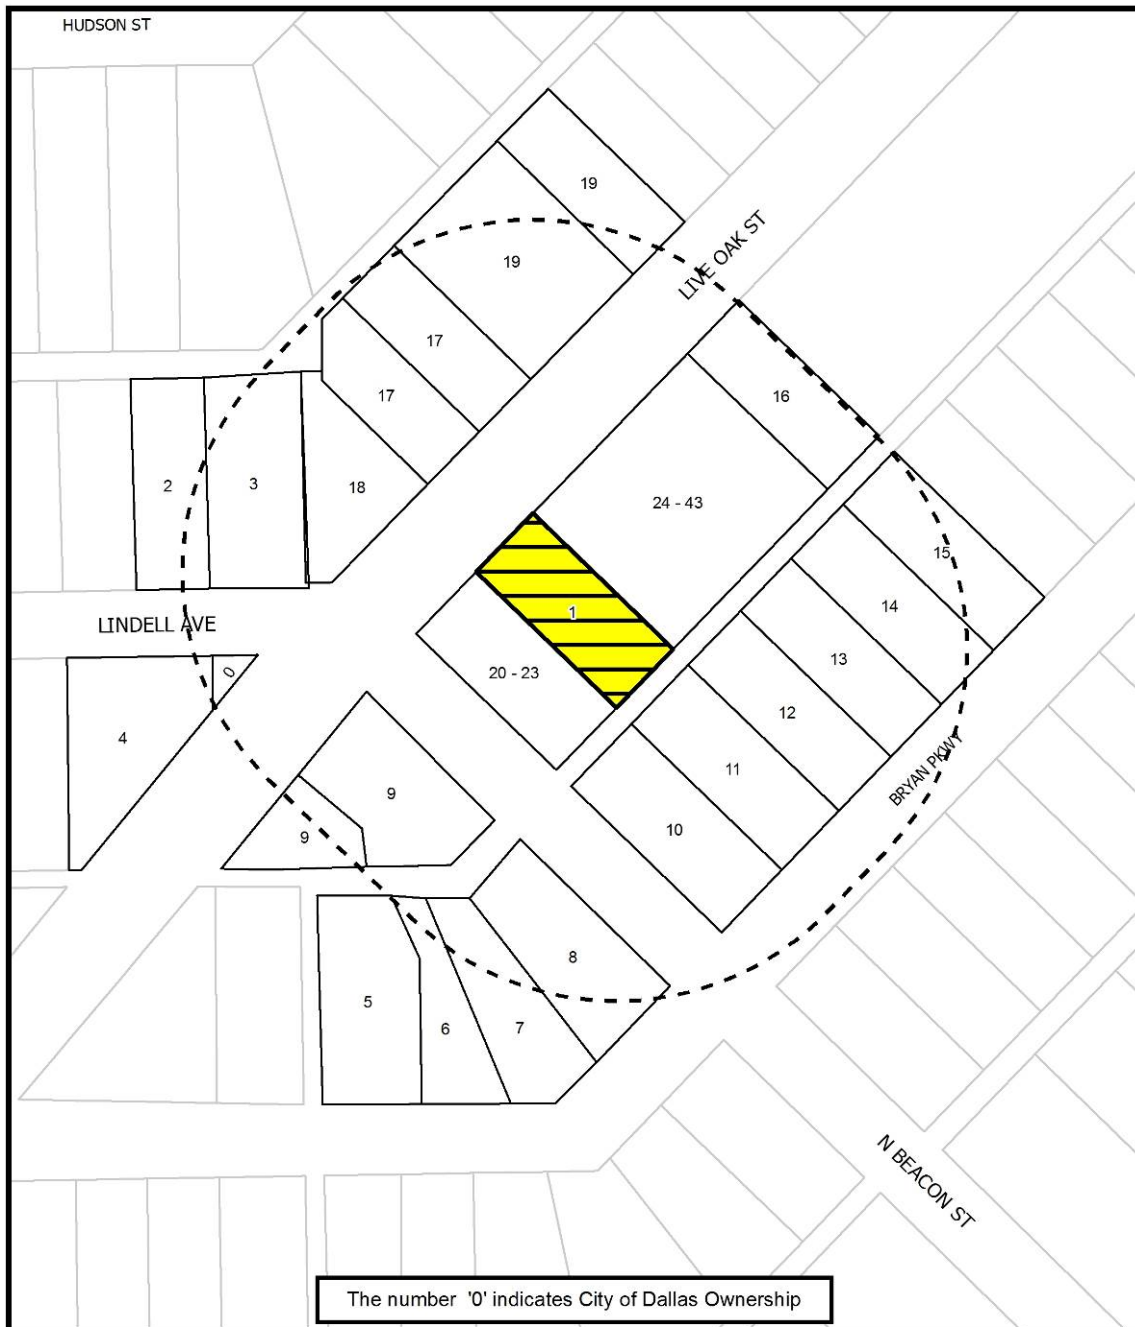 HUDSON ST
19
LIVE OAK ST
19
17
17
16
2
3
18
24 - 43
15
14
1
LINDELL AVE
13
0
20 - 23
12
4
11
BRYAN PKWY
9
10
9
8
5
6
7
N BEACON ST
The number '0' indicates City of Dallas Ownership